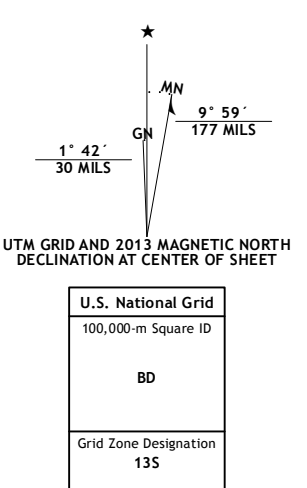 ★
MN
GN
9° 59´
177 MILS
1° 42´
30 MILS
UTM GRID AND 2013 MAGNETIC NORTH
DECLINATION AT CENTER OF SHEET
U.S. National Grid
100,000-m Square ID
BD
Grid Zone Designation
13S